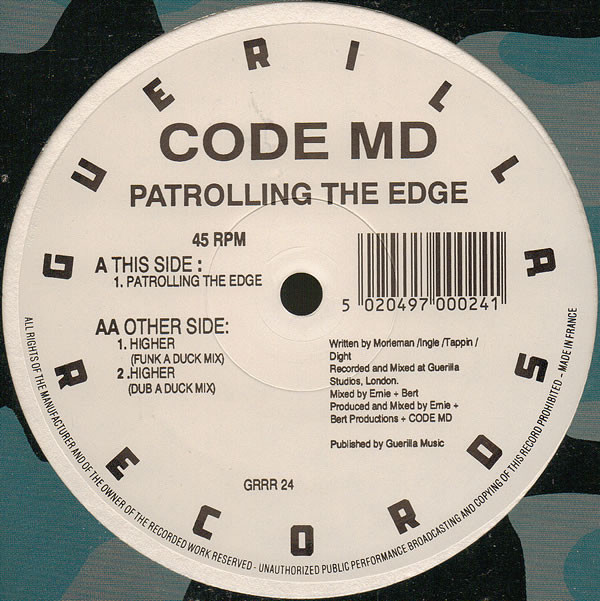 GUERILLA RECORDS
CODE MD
PATROLLING THE EDGE
45 RPM
A THIS SIDE :
1. PATROLLING THE EDGE
AA OTHER SIDE:
1. HIGHER
(FUNK A DUCK MIX)
2. HIGHER
(DUB A DUCK MIX)
5 020497 000241
Written by Morleman /Ingle /Tappin /
Dight
Recorded and Mixed at Guerilla
Studios, London.
Mixed by Ernie + Bert
Produced and Mixed by Ernie +
Bert Productions + CODE MD
Published by Guerilla Music
GRRR 24
ALL RIGHTS OF THE MANUFACTURER AND OF THE OWNER OF THE RECORDED WORK RESERVED - UNAUTHORIZED PUBLIC PERFORMANCE BROADCASTING AND COPYING OF THIS RECORD PROHIBITED - MADE IN FRANCE